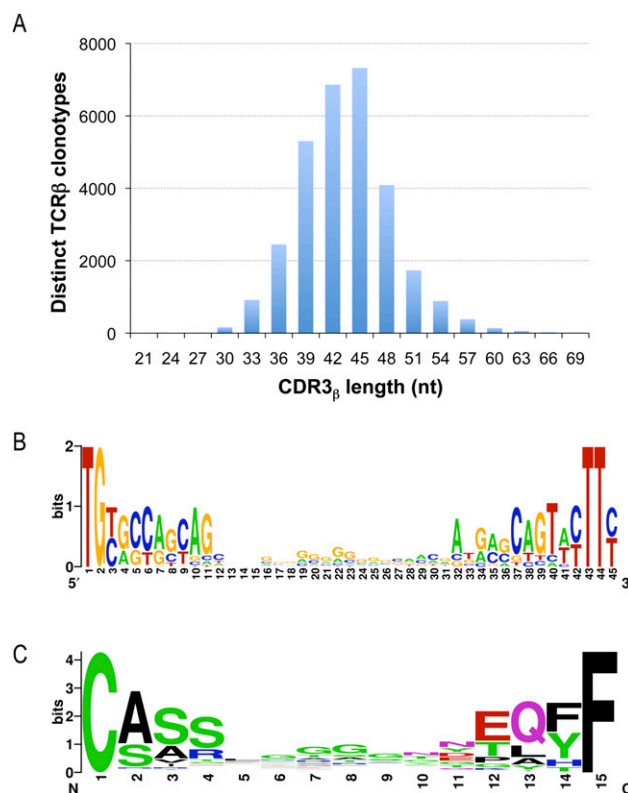 A
8000
6000
4000
2000
0
Distinct TCRβ clonotypes
21 24 27 30 33 36 39 42 45 48 51 54 57 60 63 66 69
CDR3β length (nt)
B
2
1
0
bits
5′
1 2 3 4 5 6 7 8 9 10 11 12 13 14 15 16 17 18 19 20 21 22 23 24 25 26 27 28 29 30 31 32 33 34 35 36 37 38 39 40 41 42 43 44 45
C
4
3
2
1
0
bits
CASS
EQFF
N
1 2 3 4 5 6 7 8 9 10 11 12 13 14 15